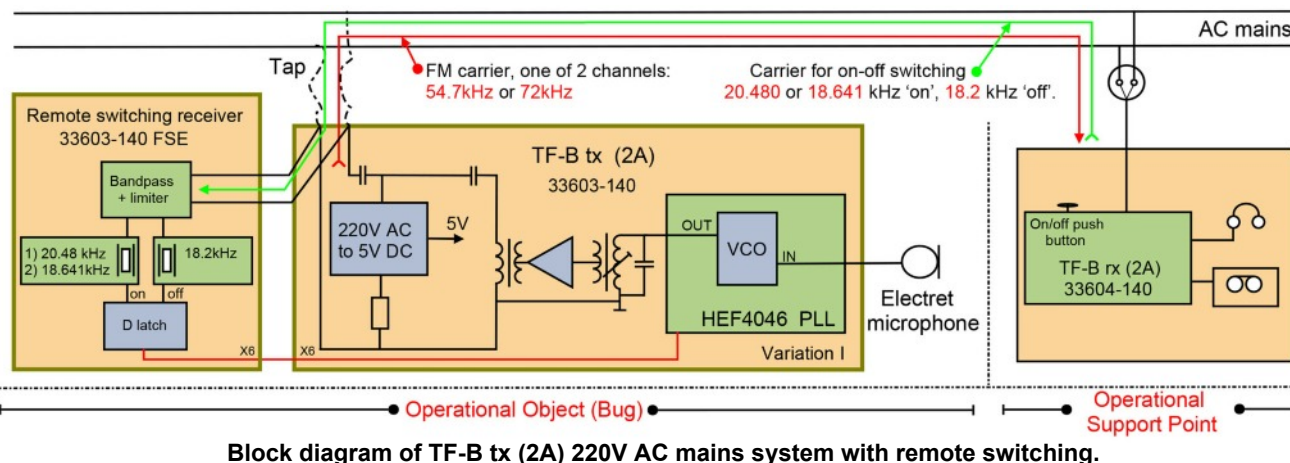 AC mains
Tap
FM carrier, one of 2 channels:
54.7kHz or 72kHz
Carrier for on-off switching
20.480 or 18.641 kHz 'on', 18.2 kHz 'off'.
Remote switching receiver
33603-140 FSE
Bandpass
+ limiter
1) 20.48 kHz
2) 18.641kHz
18.2kHz
on
off
D latch
X6
X6
TF-B tx (2A)
33603-140
220V AC
to 5V DC
5V
OUT
VCO
IN
HEF4046 PLL
Variation I
Electret
microphone
On/off push
button
TF-B rx (2A)
33604-140
Operational Object (Bug)
Operational
Support Point
Block diagram of TF-B tx (2A) 220V AC mains system with remote switching.